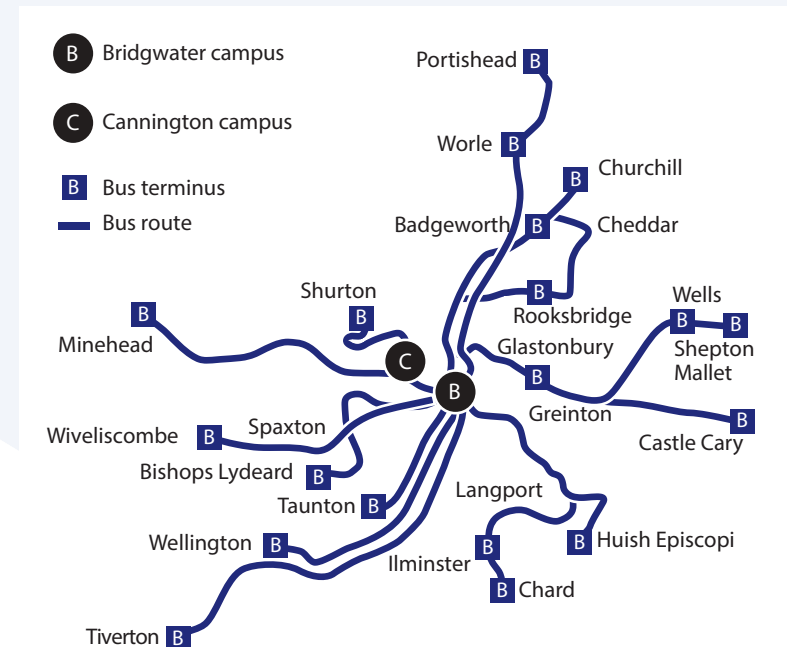 B Bridgwater campus
C Cannington campus
B Bus terminus
Bus route
Portishead B
Worle B
B Churchill
Badgeworth B Cheddar
Shurton
B
B Rooksbridge
Wells
B B
Shepton
Mallet
B
Minehead
C
Glastonbury
B
Greinton
B
Castle Cary
B
Spaxton
Wiveliscombe B
Bishops Lydeard B
Taunton B
Langport
Wellington B
Ilminster B
B Huish Episcopi
B Chard
Tiverton B